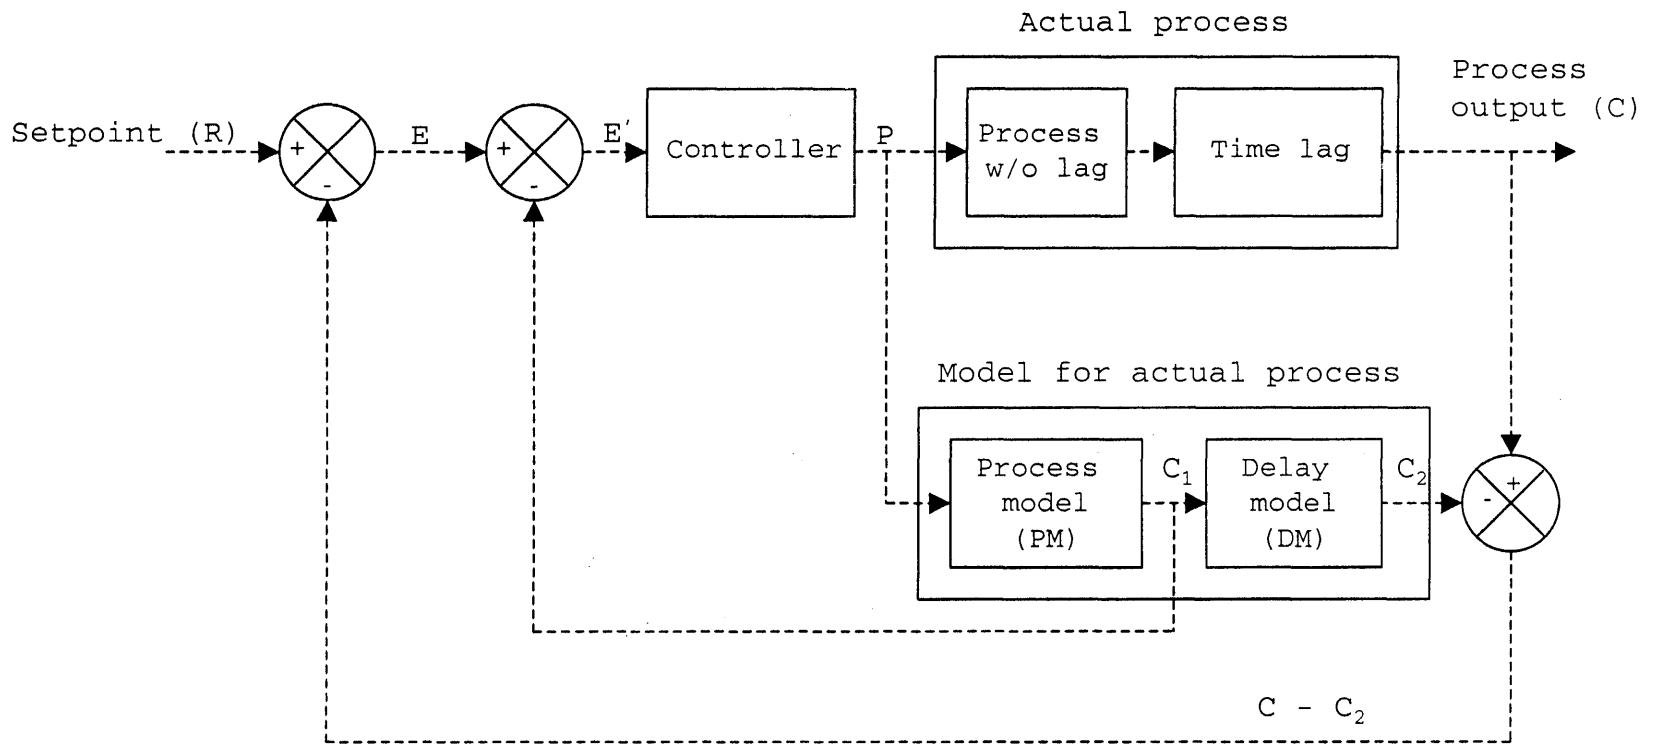 Actual process
Process
output (C)
Setpoint (R)
+
-
E
+
-
E'
Controller
P
Process
w/o lag
Time lag
Model for actual process
Process
model
(PM)
C₁
Delay
model
(DM)
C₂
+
-
C - C₂